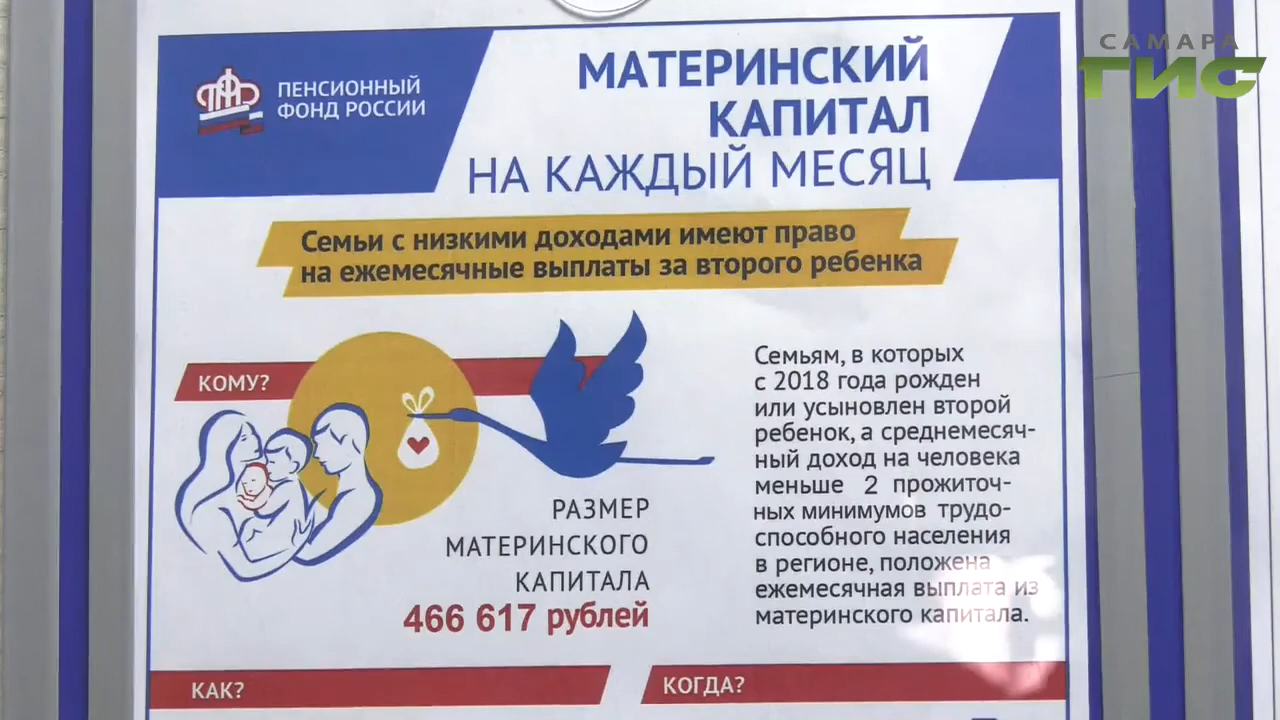 САМАРА
ГИС
ПЕНСИОННЫЙ
ФОНД РОССИИ
МАТЕРИНСКИЙ
КАПИТАЛ
НА КАЖДЫЙ МЕСЯЦ
Семьи с низкими доходами имеют право
на ежемесячные выплаты за второго ребенка
КОМУ?
РАЗМЕР
МАТЕРИНСКОГО
КАПИТАЛА
466 617 рублей
Семьям, в которых
с 2018 года рожден
или усыновлен второй
ребенок, а среднемесяч-
ный доход на человека
меньше 2 прожиточ-
ных минимумов трудо-
способного населения
в регионе, положена
ежемесячная выплата из
материнского капитала.
КАК?
КОГДА?